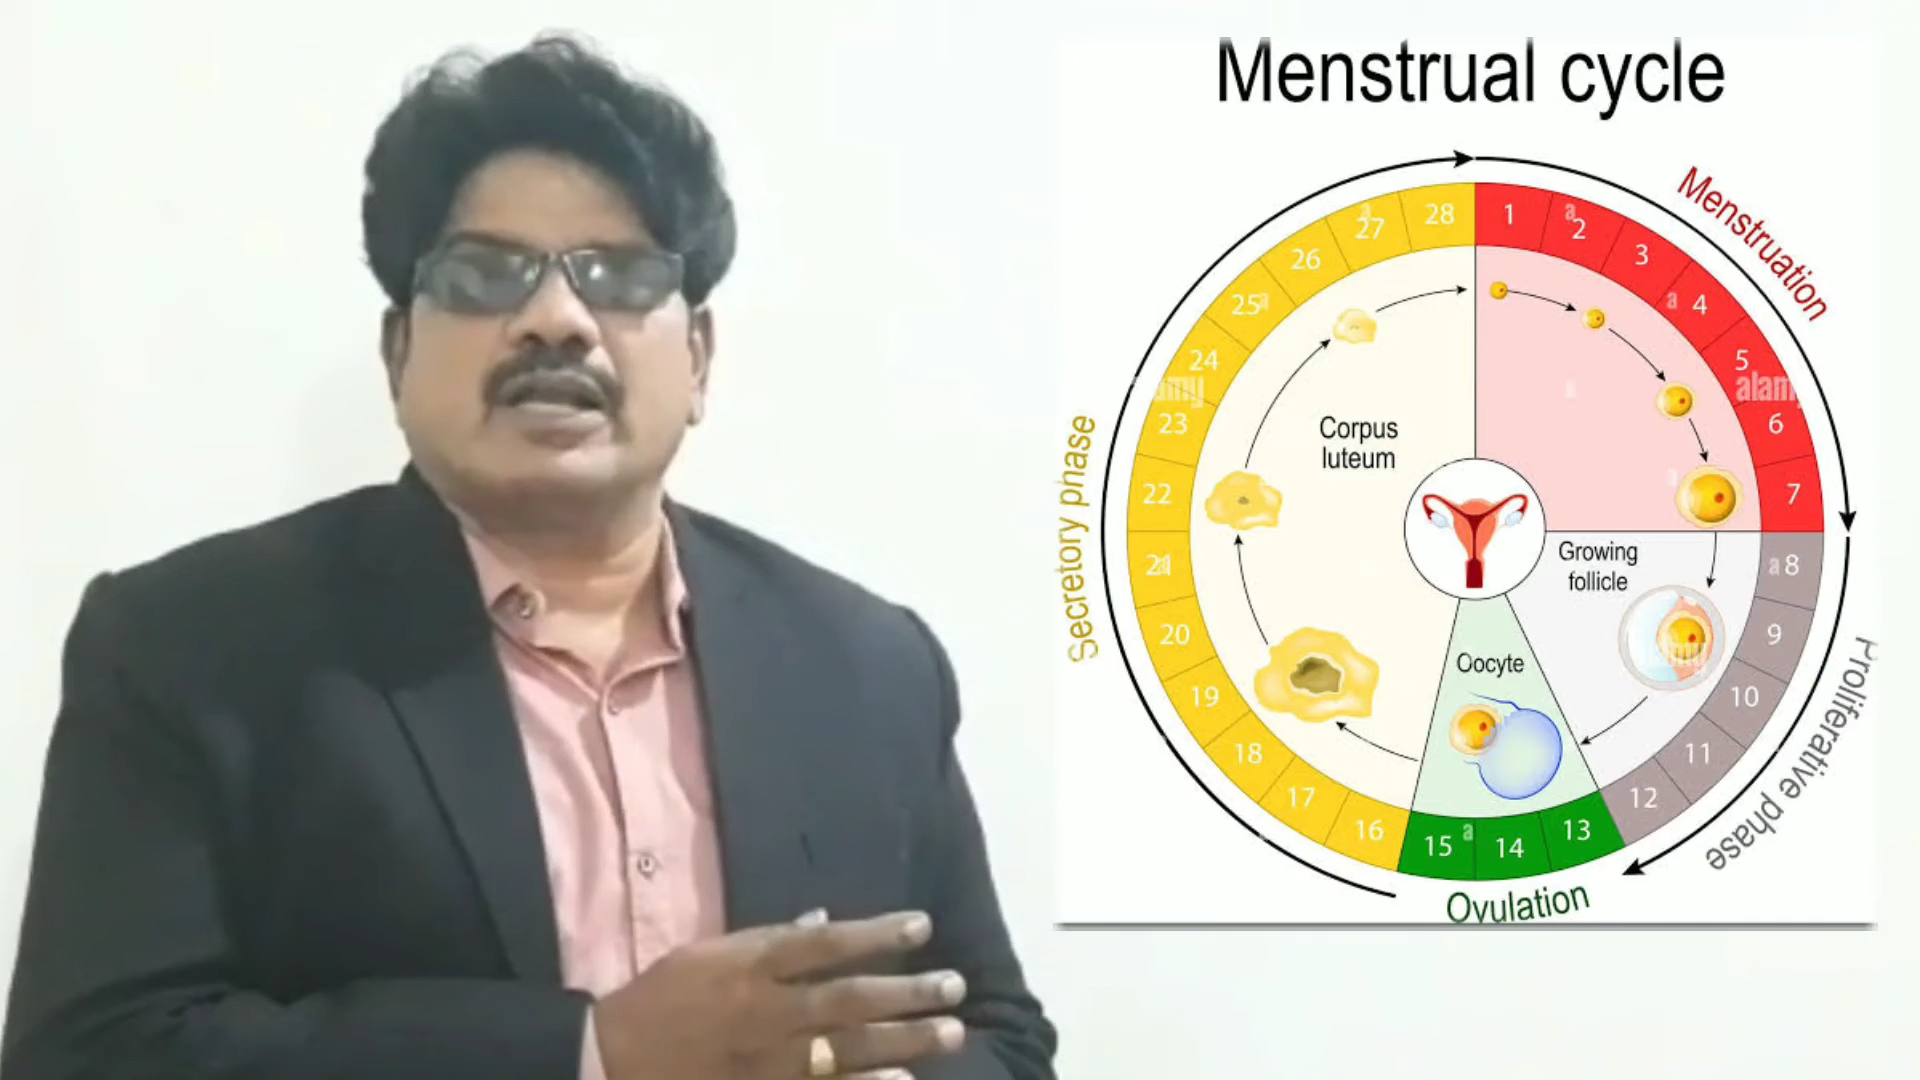 Menstrual cycle
Menstruation
1
2
3
4
5
6
7
8
9
10
11
12
13
14
15
16
17
18
19
20
21
22
23
24
25
26
27
28
Corpus
luteum
Growing
follicle
Oocyte
Secretory phase
Proliferative phase
Ovulation
a
a
a
a
alamy
a
a
a